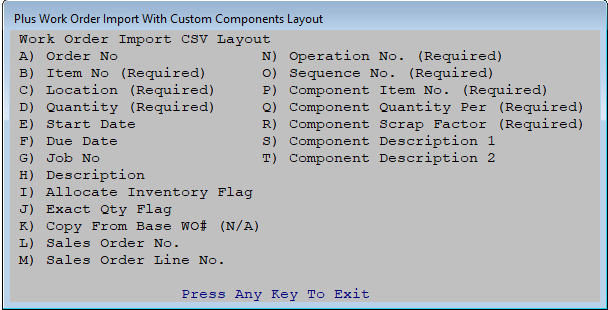 Plus Work Order Import With Custom Components Layout
Work Order Import CSV Layout
A) Order No
B) Item No (Required)
C) Location (Required)
D) Quantity (Required)
E) Start Date
F) Due Date
G) Job No
H) Description
I) Allocate Inventory Flag
J) Exact Qty Flag
K) Copy From Base WO# (N/A)
L) Sales Order No.
M) Sales Order Line No.
N) Operation No. (Required)
O) Sequence No. (Required)
P) Component Item No. (Required)
Q) Component Quantity Per (Required)
R) Component Scrap Factor (Required)
S) Component Description 1
T) Component Description 2
Press Any Key To Exit